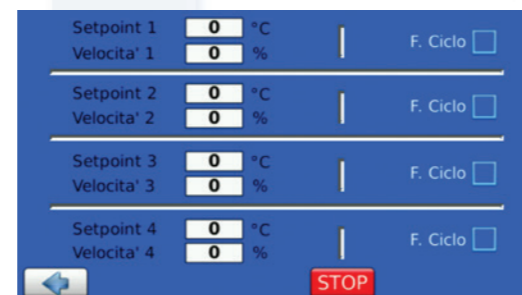 Setpoint 1 0 °C
Velocita' 1 0 %
F. Ciclo
Setpoint 2 0 °C
Velocita' 2 0 %
F. Ciclo
Setpoint 3 0 °C
Velocita' 3 0 %
F. Ciclo
Setpoint 4 0 °C
Velocita' 4 0 %
F. Ciclo
STOP